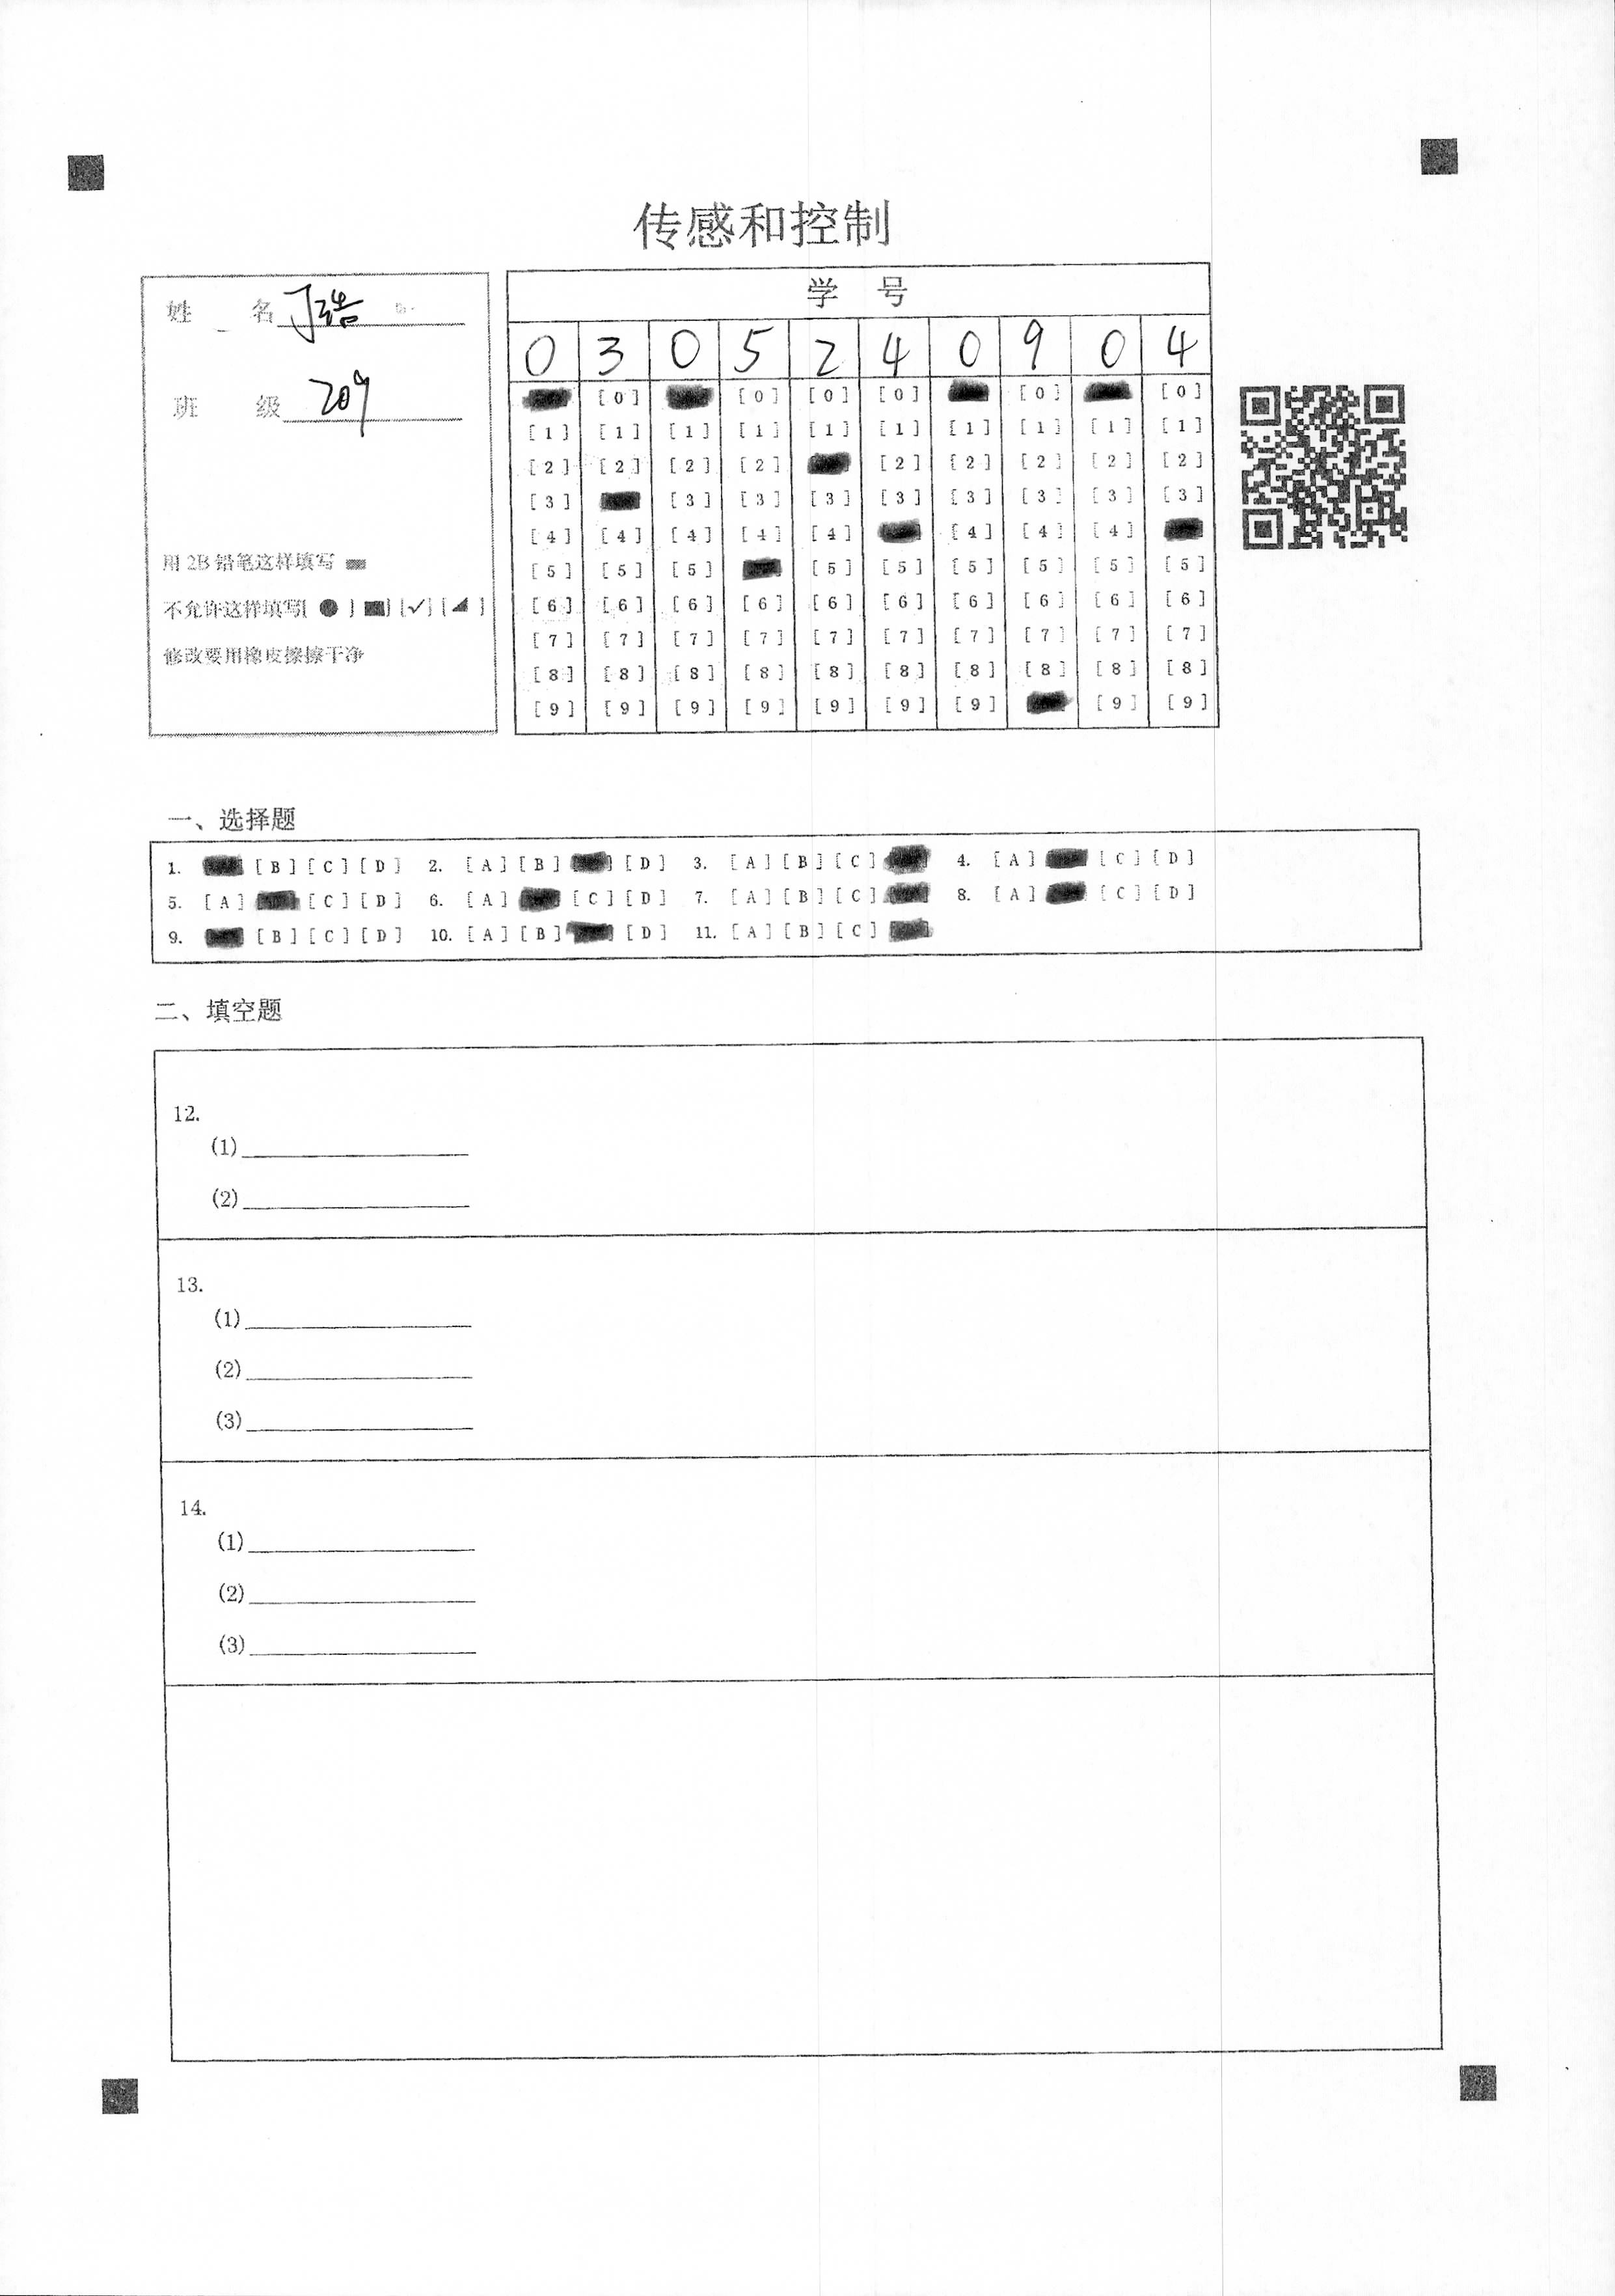 传感和控制
姓 名 丁浩
班 级 209
用 2B 铅笔这样填写
不允许这样填写[ ● ] [■] [✓] [◢ ]
修改要用橡皮擦擦干净
学 号
0 3 0 5 2 4 0 9 0 4
[0] [0] [0] [0] [0] [0]
[1] [1] [1] [1] [1] [1] [1] [1] [1] [1]
[2] [2] [2] [2] [2] [2] [2] [2] [2]
[3] [3] [3] [3] [3] [3] [3] [3] [3]
[4] [4] [4] [4] [4] [4] [4] [4]
[5] [5] [5] [5] [5] [5] [5] [5] [5]
[6] [6] [6] [6] [6] [6] [6] [6] [6] [6]
[7] [7] [7] [7] [7] [7] [7] [7] [7] [7]
[8] [8] [8] [8] [8] [8] [8] [8] [8] [8]
[9] [9] [9] [9] [9] [9] [9] [9] [9]
一、选择题
1. [B] [C] [D] 2. [A] [B] [D] 3. [A] [B] [C] 4. [A] [C] [D]
5. [A] [C] [D] 6. [A] [C] [D] 7. [A] [B] [C] 8. [A] [C] [D]
9. [B] [C] [D] 10. [A] [B] [D] 11. [A] [B] [C]
二、填空题
12.
(1)
(2)
13.
(1)
(2)
(3)
14.
(1)
(2)
(3)